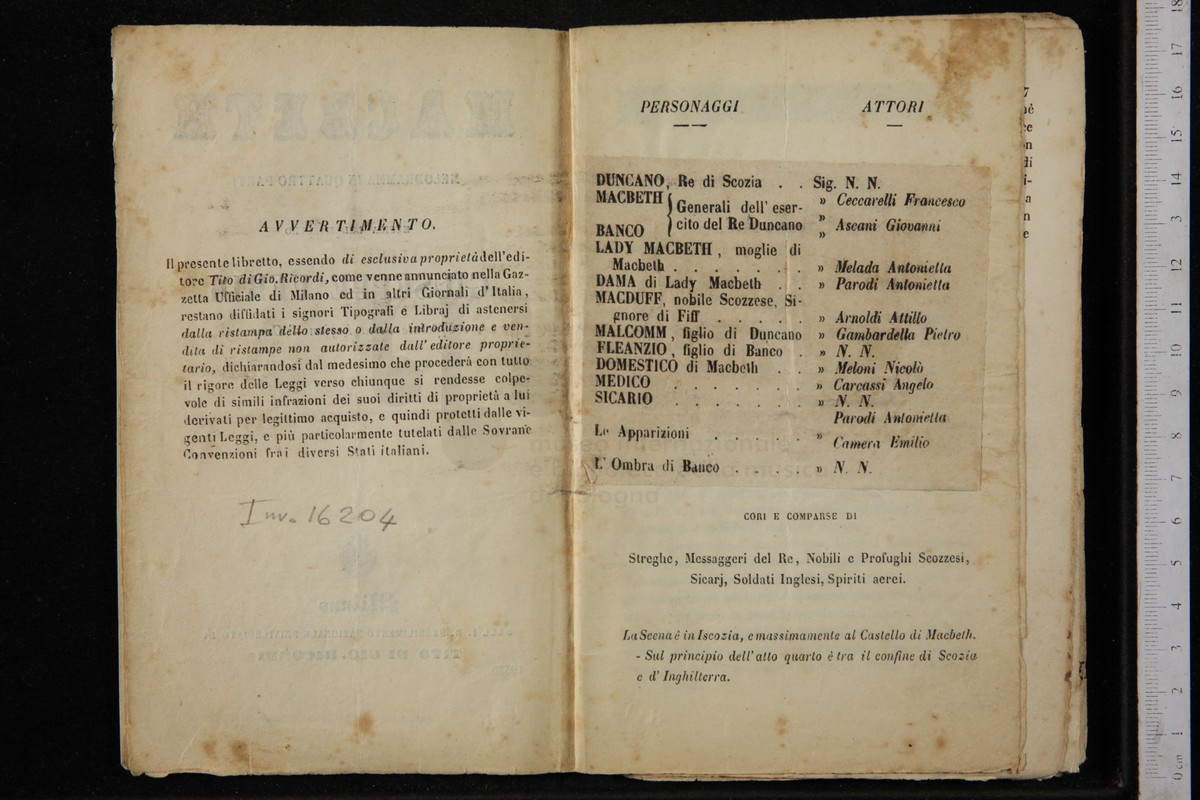 AVVERTIMENTO.
Il presente libretto, essendo di esclusiva proprietà dell'edi-
tore Tito di Gio. Ricordi, come venne annunciato nella Gaz-
zetta Ufficiale di Milano ed in altri Giornali d'Italia,
restano diffidati i signori Tipografi e Libraj di astenersi
dalla ristampa dello stesso o dalla introduzione e ven-
dita di ristampe non autorizzate dall'editore proprie-
tario, dichiarandosi dal medesimo che procederà con tutto
il rigore delle Leggi verso chiunque si rendesse colpe-
vole di simili infrazioni dei suoi diritti di proprietà a lui
derivati per legittimo acquisto, e quindi protetti dalle vi-
genti Leggi, e più particolarmente tutelati dalle Sovrane
Convenzioni fra i diversi Stati italiani.
Inv. 16204
PERSONAGGI ATTORI
DUNCANO, Re di Scozia . . Sig. N. N.
MACBETH » Ceccarelli Francesco
Generali dell' eser-
cito del Re Duncano » Ascani Giovanni
BANCO »
LADY MACBETH, moglie di
Macbeth . . . . . . . » Melada Antonietta
DAMA di Lady Macbeth . . » Parodi Antonietta
MACDUFF, nobile Scozzese, Si-
gnore di Fiff . . . . . » Arnoldi Attillo
MALCOMM, figlio di Duncano » Gambardella Pietro
FLEANZIO, figlio di Banco . » N. N.
DOMESTICO di Macbeth . . » Meloni Nicolò
MEDICO . . . . . . . » Carcassi Angelo
SICARIO . . . . . . . » N. N.
Parodi Antonietta
Le Apparizioni . . . . . »
Camera Emilio
L'Ombra di Banco . . . . » N. N.
CORI E COMPARSE DI
Streghe, Messaggeri del Re, Nobili e Profughi Scozzesi,
Sicarj, Soldati Inglesi, Spiriti aerei.
La Scena è in Iscozia, e massimamente al Castello di Macbeth.
- Sul principio dell'atto quarto è tra il confine di Scozia
e d'Inghilterra.